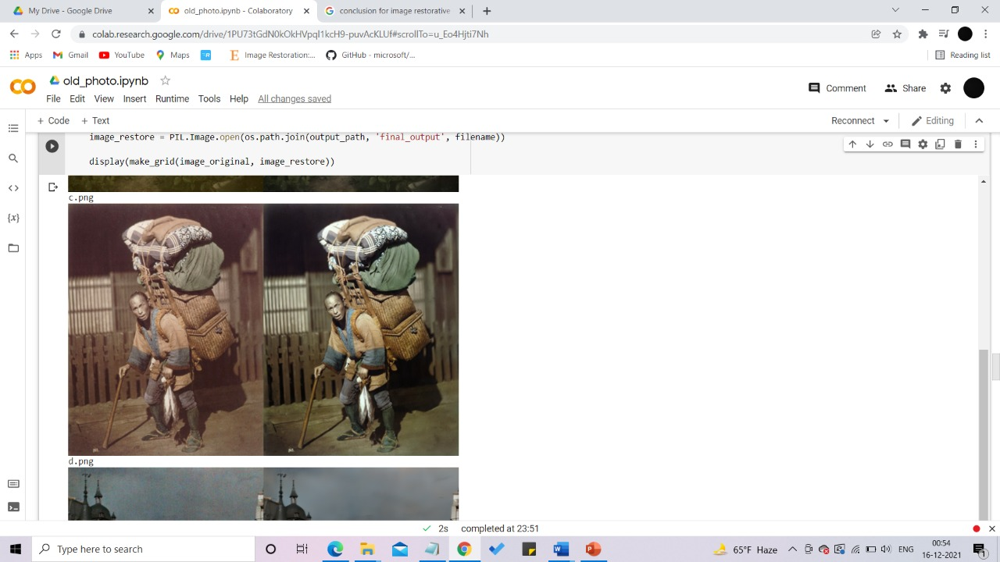 My Drive - Google Drive
old_photo.ipynb - Colaboratory
conclusion for image restorative
colab.research.google.com/drive/1PU73tGdN0kOkHVpqI1kcH9-puvAcKLUf#scrollTo=u_Eo4Hjti7Nh
Apps
Gmail
YouTube
Maps
Image Restoration:...
GitHub - microsoft/...
Reading list
old_photo.ipynb
File Edit View Insert Runtime Tools Help All changes saved
Comment
Share
+ Code + Text
Reconnect
Editing
image_restore = PIL.Image.open(os.path.join(output_path, 'final_output', filename))
display(make_grid(image_original, image_restore))
c.png
d.png
2s completed at 23:51
Type here to search
65°F Haze
ENG
00:54
16-12-2021